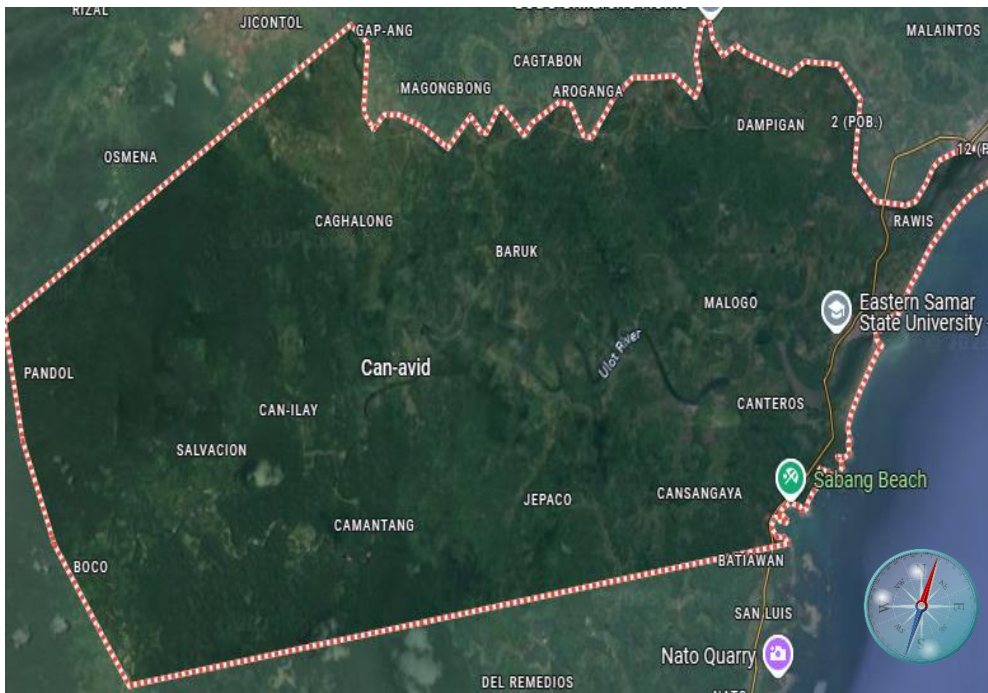 RIZAL
JICONTOL
GAP-ANG
MALAINTOS
CAGTABON
MAGONGBONG
AROGANGA
DAMPIGAN
2 (POB.)
12 (P
OSMENA
CAGHALONG
RAWIS
BARUK
MALOGO
Eastern Samar
State University -
Ulot River
Can-avid
PANDOL
CAN-ILAY
CANTEROS
SALVACION
Sabang Beach
CANSANGAYA
JEPACO
CAMANTANG
BATIAWAN
BOCO
SAN LUIS
Nato Quarry
DEL REMEDIOS
NATO
E
S